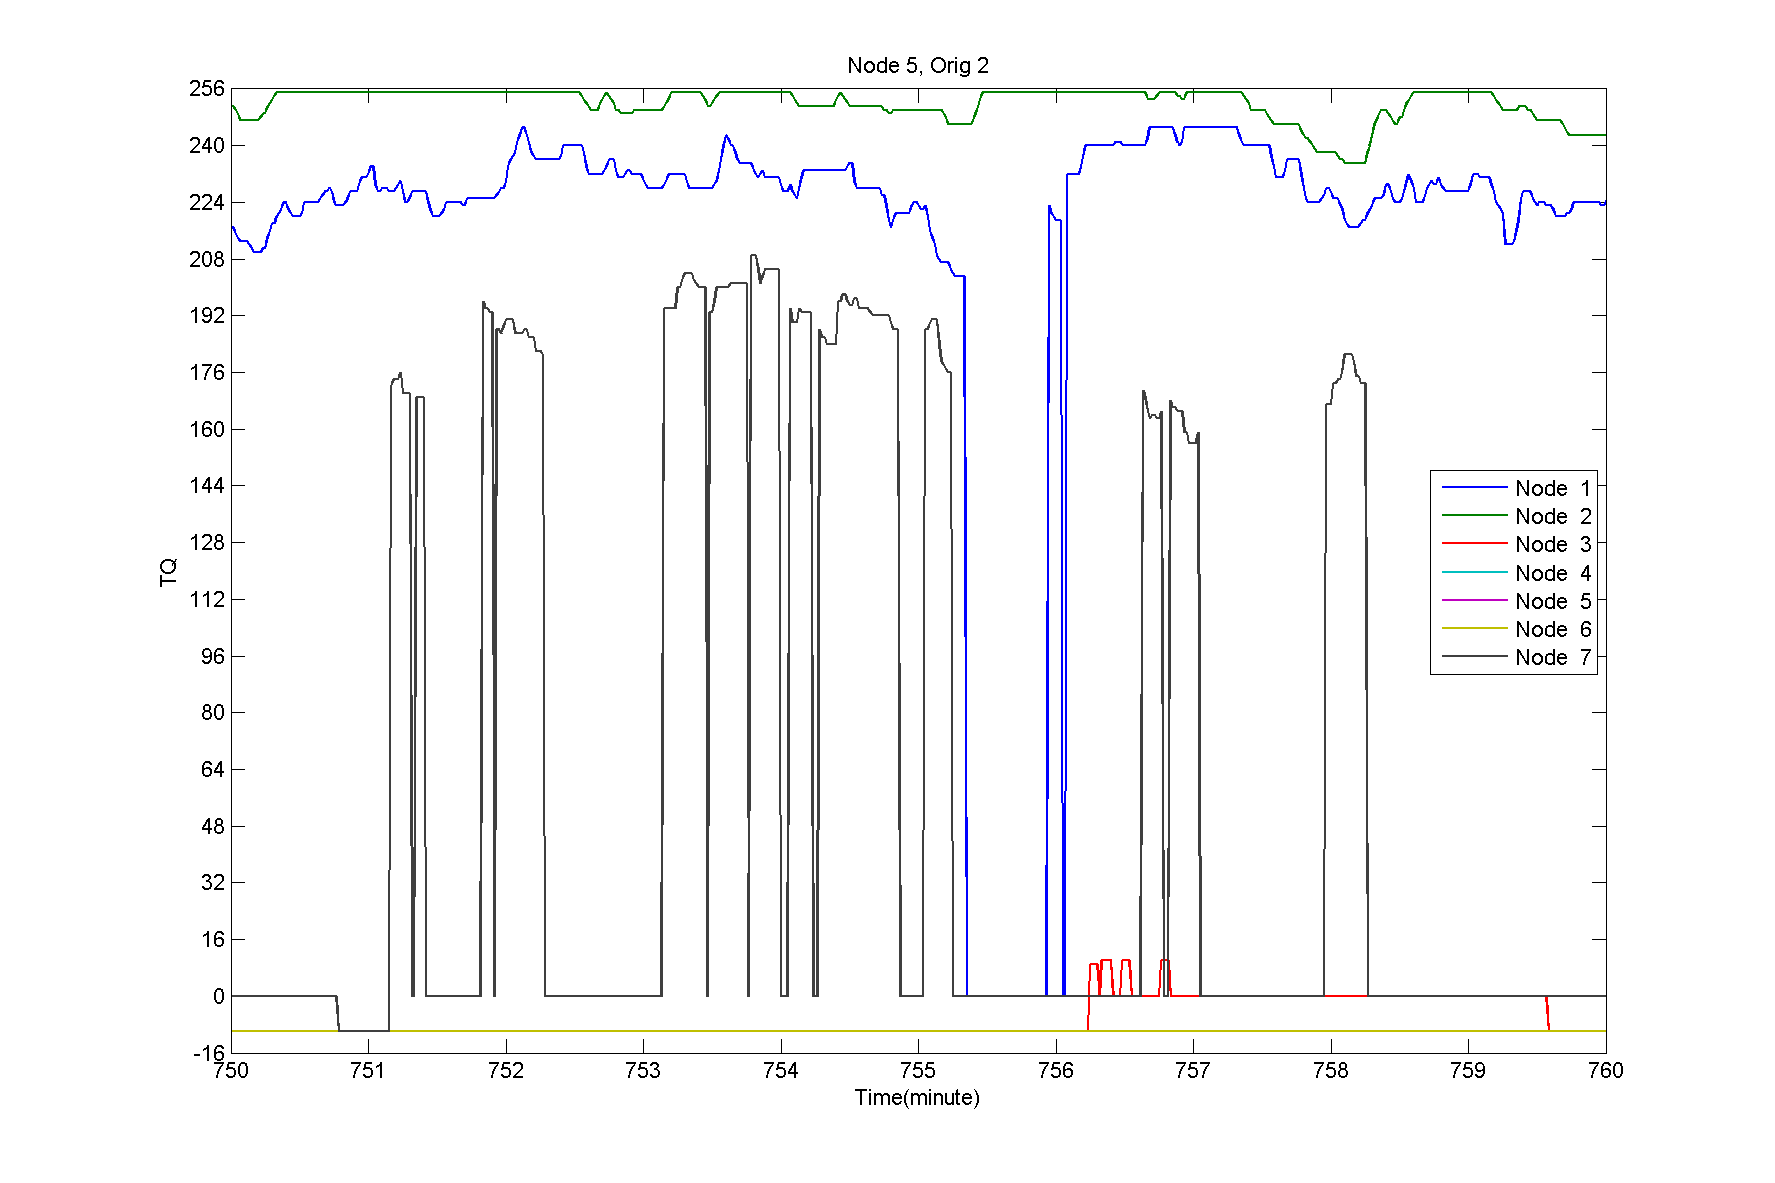 Node 5, Orig 2
256
240
224
208
192
176
160
144
128
112
96
80
64
48
32
16
0
-16
TQ
Node 1
Node 2
Node 3
Node 4
Node 5
Node 6
Node 7
750 751 752 753 754 755 756 757 758 759 760
Time(minute)